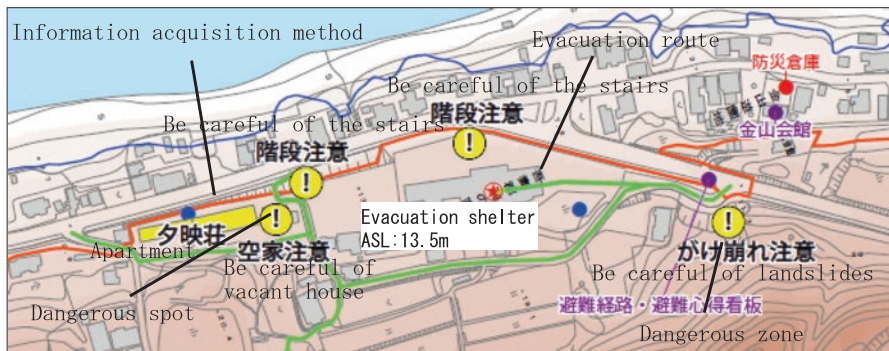 Information acquisition method
Evacuation route
防災倉庫
Be careful of the stairs
階段注意
金山会館
Be careful of the stairs
階段注意
Evacuation shelter
ASL:13.5m
夕映荘
Apartment
空家注意
がけ崩れ注意
Be careful of
vacant house
Be careful of landslides
避難経路・避難心得看板
Dangerous spot
Dangerous zone